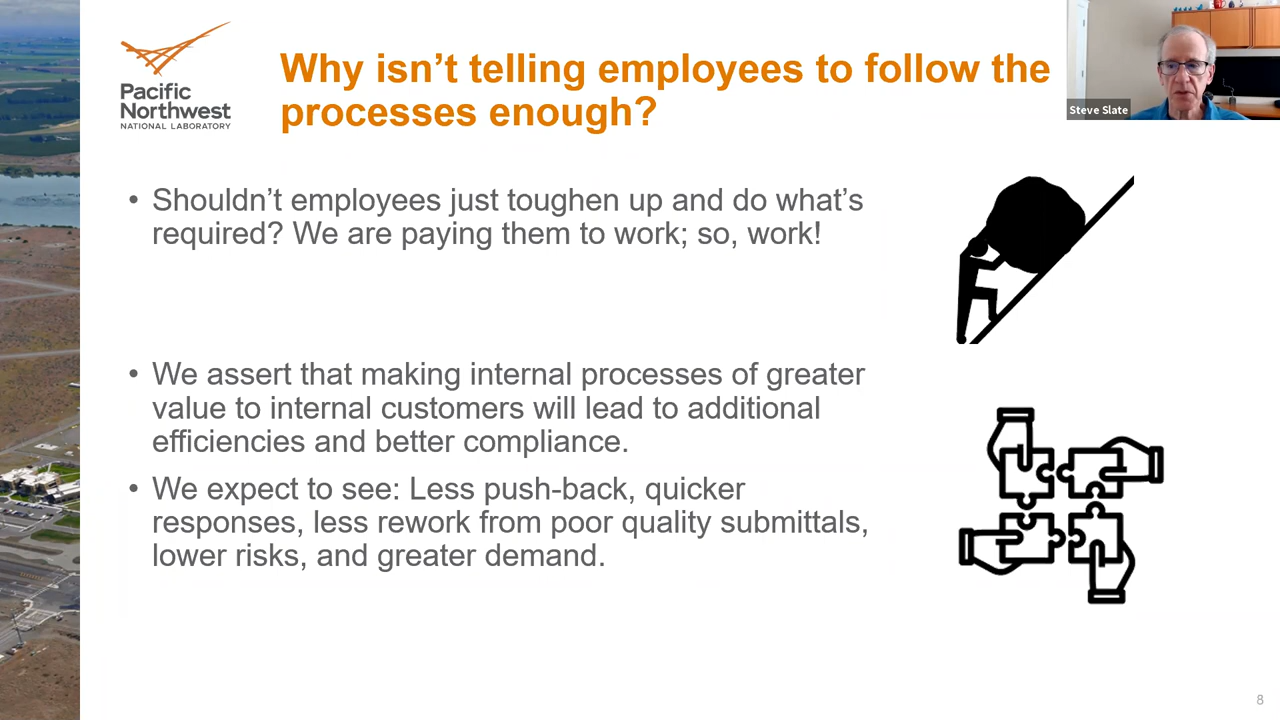 Pacific
Northwest
NATIONAL LABORATORY
Why isn't telling employees to follow the
processes enough?
Steve Slate
• Shouldn't employees just toughen up and do what's
required? We are paying them to work; so, work!
• We assert that making internal processes of greater
value to internal customers will lead to additional
efficiencies and better compliance.
• We expect to see: Less push-back, quicker
responses, less rework from poor quality submittals,
lower risks, and greater demand.
8